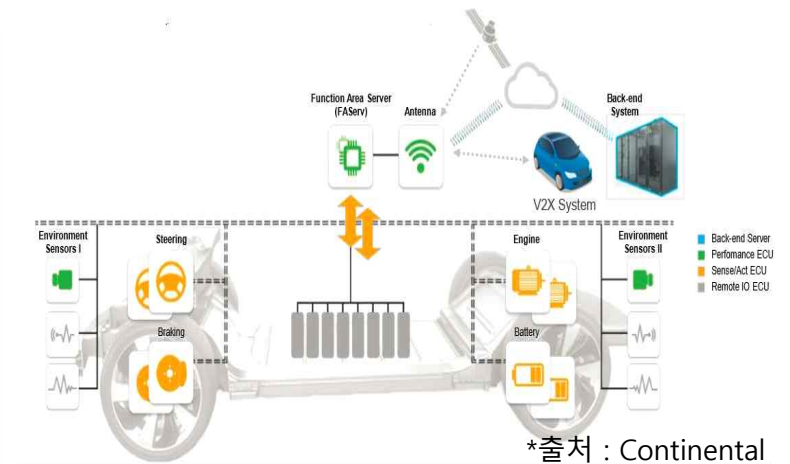 Function Area Server
(FAServ)
Antenna
Back-end
System
V2X System
Environment
Sensors I
Steering
Engine
Environment
Sensors II
Back-end Server
Perfomance ECU
Sense/Act ECU
Remote IO ECU
Braking
Battery
*출처 : Continental